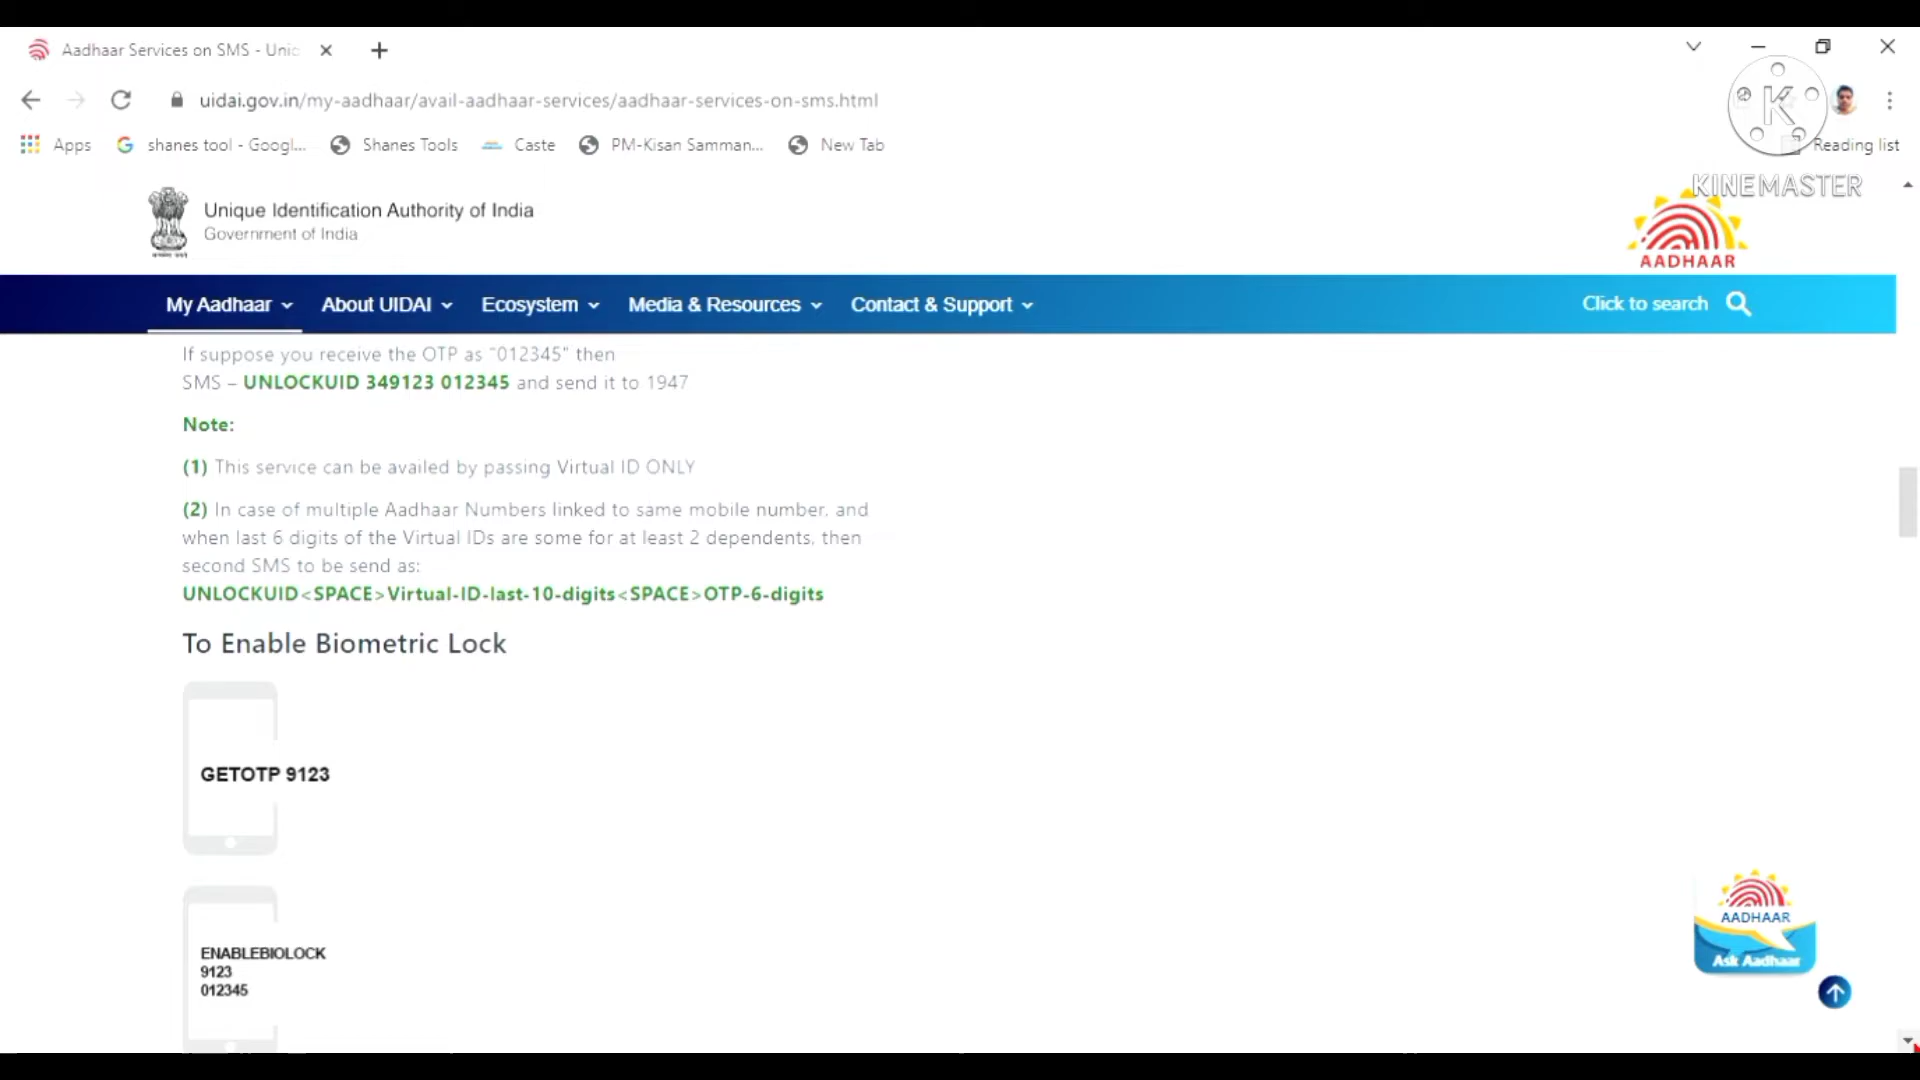 Aadhaar Services on SMS - Uniq
uidai.gov.in/my-aadhaar/avail-aadhaar-services/aadhaar-services-on-sms.html
Apps shanes tool - Googl... Shanes Tools Caste PM-Kisan Samman... New Tab Reading list
K
KINEMASTER
Unique Identification Authority of India
Government of India
AADHAAR
My Aadhaar About UIDAI Ecosystem Media & Resources Contact & Support Click to search
If suppose you receive the OTP as "012345" then
SMS – UNLOCKUID 349123 012345 and send it to 1947
Note:
(1) This service can be availed by passing Virtual ID ONLY
(2) In case of multiple Aadhaar Numbers linked to same mobile number, and
when last 6 digits of the Virtual IDs are some for at least 2 dependents, then
second SMS to be send as:
UNLOCKUID<SPACE>Virtual-ID-last-10-digits<SPACE>OTP-6-digits
To Enable Biometric Lock
GETOTP 9123
ENABLEBIOLOCK
9123
012345
AADHAAR
Ask Aadhaar